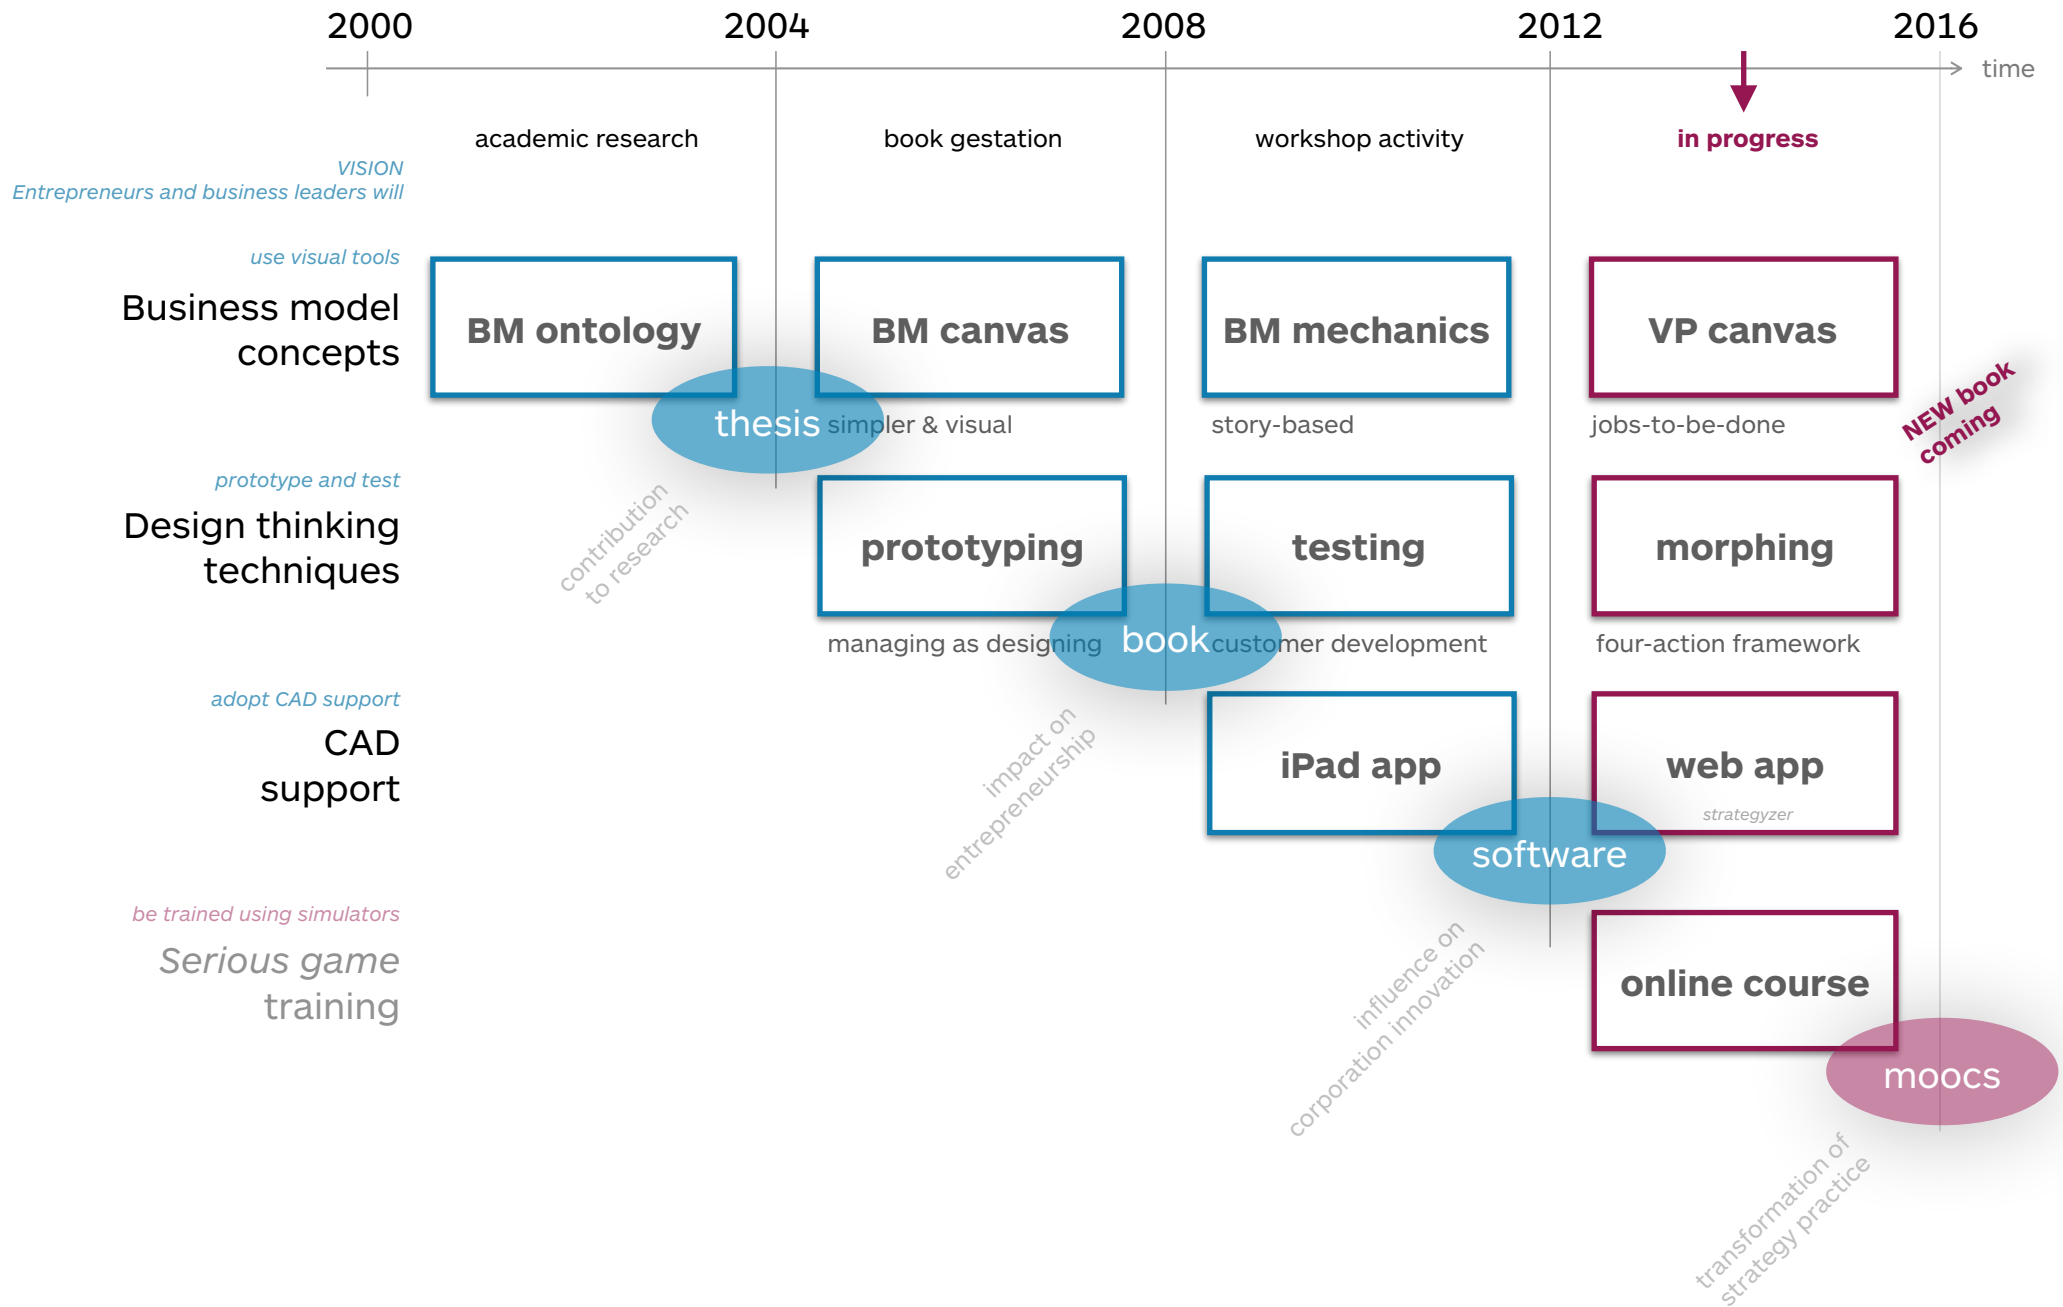 2000 2004 2008 2012 2016
time
academic research book gestation workshop activity in progress
VISION
Entrepreneurs and business leaders will
use visual tools
Business model
concepts
BM ontology BM canvas BM mechanics VP canvas
thesis simpler & visual story-based jobs-to-be-done
NEW book
coming
prototype and test
Design thinking
techniques
contribution
to research
prototyping testing morphing
managing as designing book customer development four-action framework
adopt CAD support
CAD
support
impact on
entrepreneurship
iPad app web app
strategyzer
software
be trained using simulators
Serious game
training
influence on
corporation innovation
online course
moocs
transformation of
strategy practice